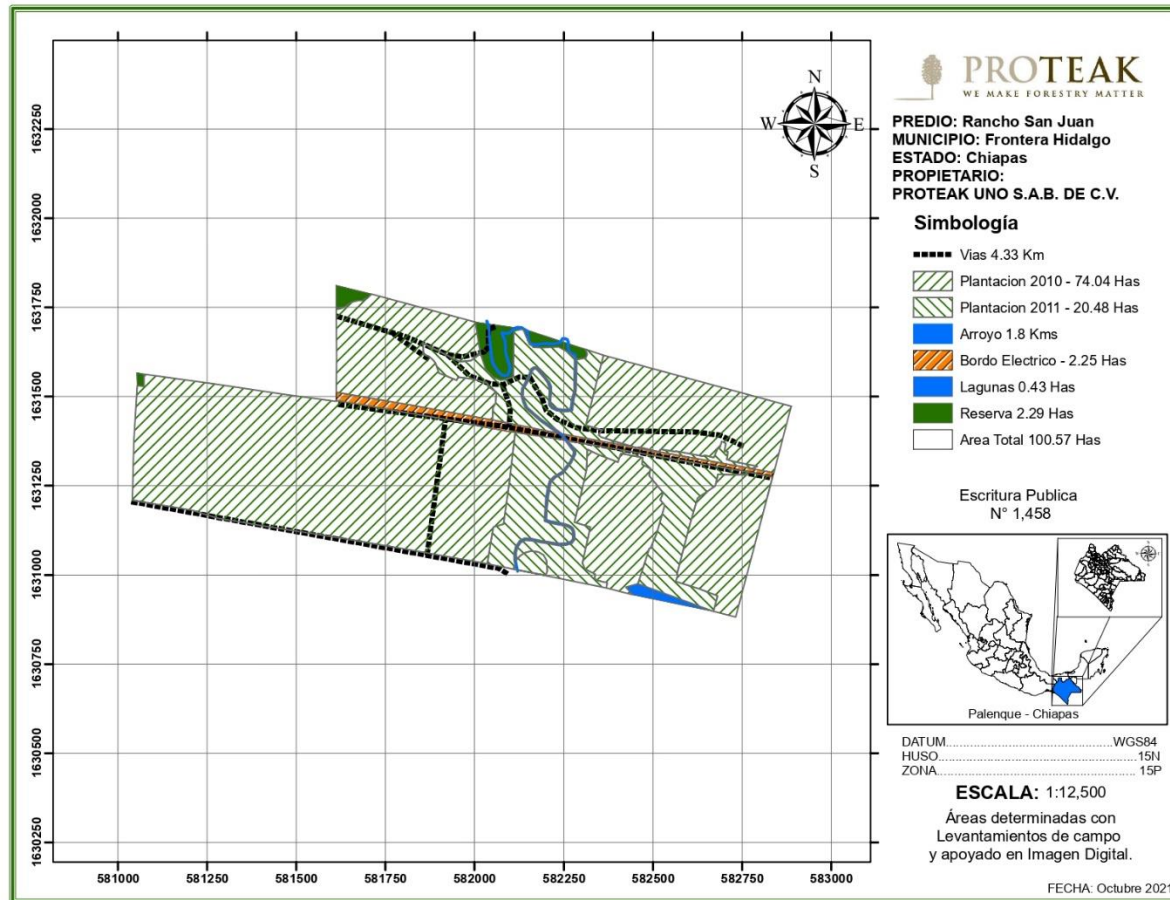 PROTEAK
WE MAKE FORESTRY MATTER
PREDIO: Rancho San Juan
MUNICIPIO: Frontera Hidalgo
ESTADO: Chiapas
PROPIETARIO:
PROTEAK UNO S.A.B. DE C.V.
Simbología
Vias 4.33 Km
Plantacion 2010 - 74.04 Has
Plantacion 2011 - 20.48 Has
Arroyo 1.8 Kms
Bordo Electrico - 2.25 Has
Lagunas 0.43 Has
Reserva 2.29 Has
Area Total 100.57 Has
Escritura Publica
N° 1,458
Palenque - Chiapas
DATUM WGS84
HUSO 15N
ZONA 15P
ESCALA: 1:12,500
Áreas determinadas con
Levantamientos de campo
y apoyado en Imagen Digital.
FECHA: Octubre 2021
N
W
E
S
1632250
1632000
1631750
1631500
1631250
1631000
1630750
1630500
1630250
581000 581250 581500 581750 582000 582250 582500 582750 583000